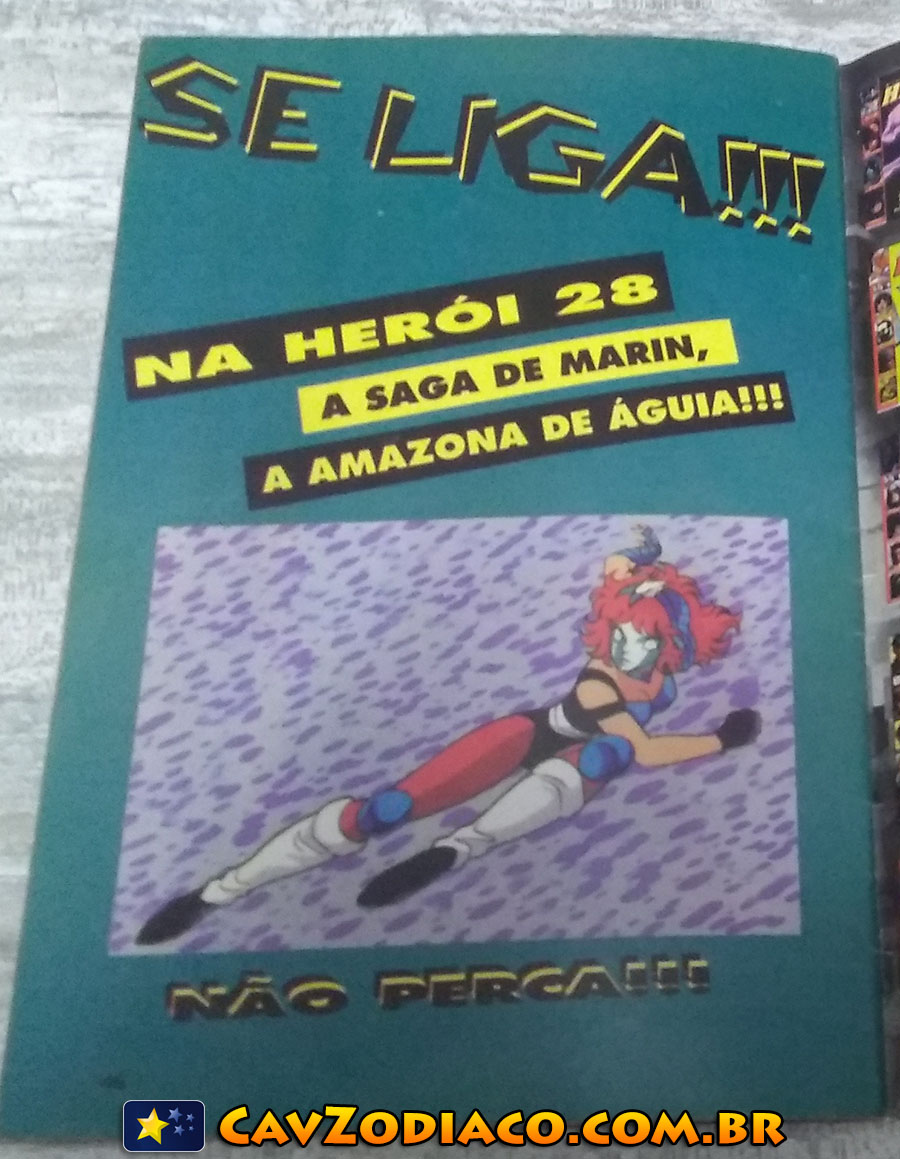 SE LIGA!!!
NA HERÓI 28
A SAGA DE MARIN,
A AMAZONA DE ÁGUIA!!!
NÃO PERCA!!!
CAVZODIACO.COM.BR